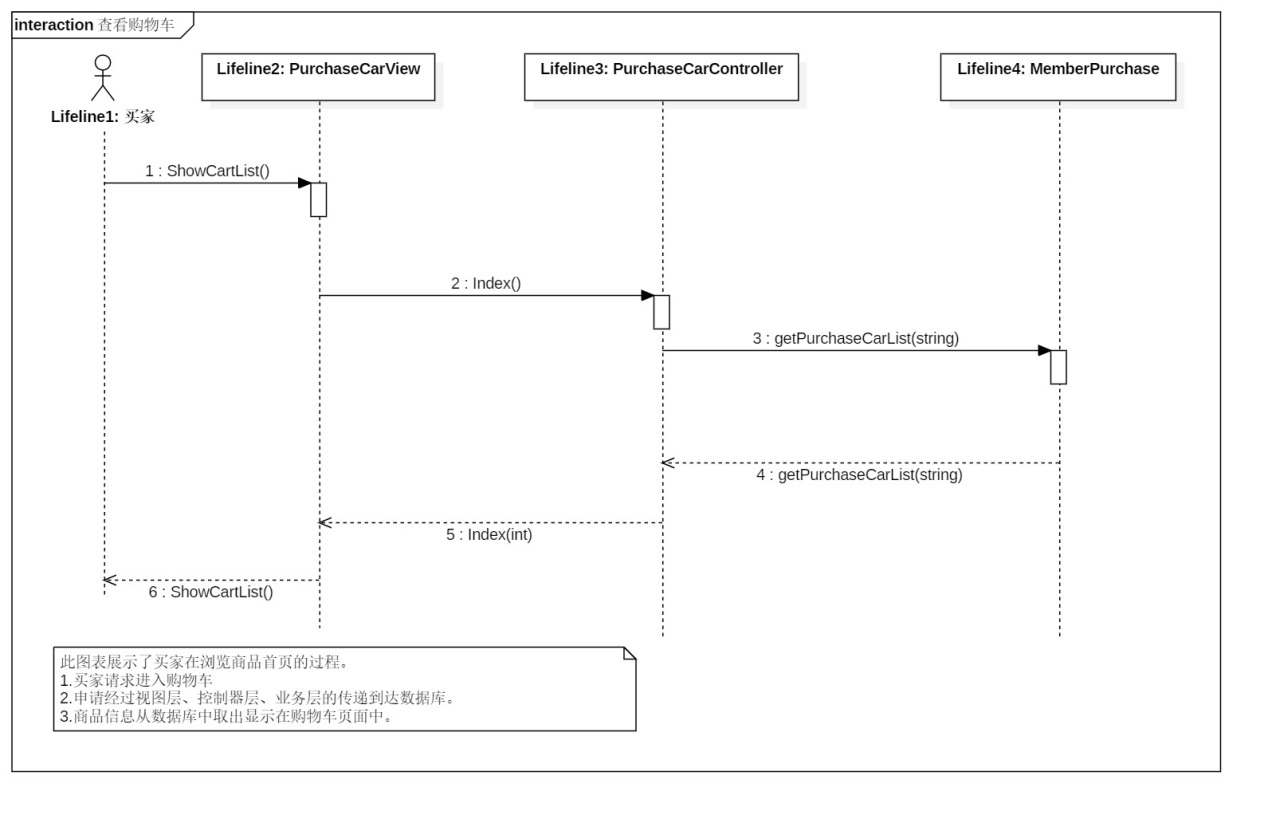 interaction 查看购物车
Lifeline1: 买家
Lifeline2: PurchaseCarView
Lifeline3: PurchaseCarController
Lifeline4: MemberPurchase
1 : ShowCartList()
2 : Index()
3 : getPurchaseCarList(string)
4 : getPurchaseCarList(string)
5 : Index(int)
6 : ShowCartList()
此图表展示了买家在浏览商品首页的过程。
1.买家请求进入购物车
2.申请经过视图层、控制器层、业务层的传递到达数据库。
3.商品信息从数据库中取出显示在购物车页面中。